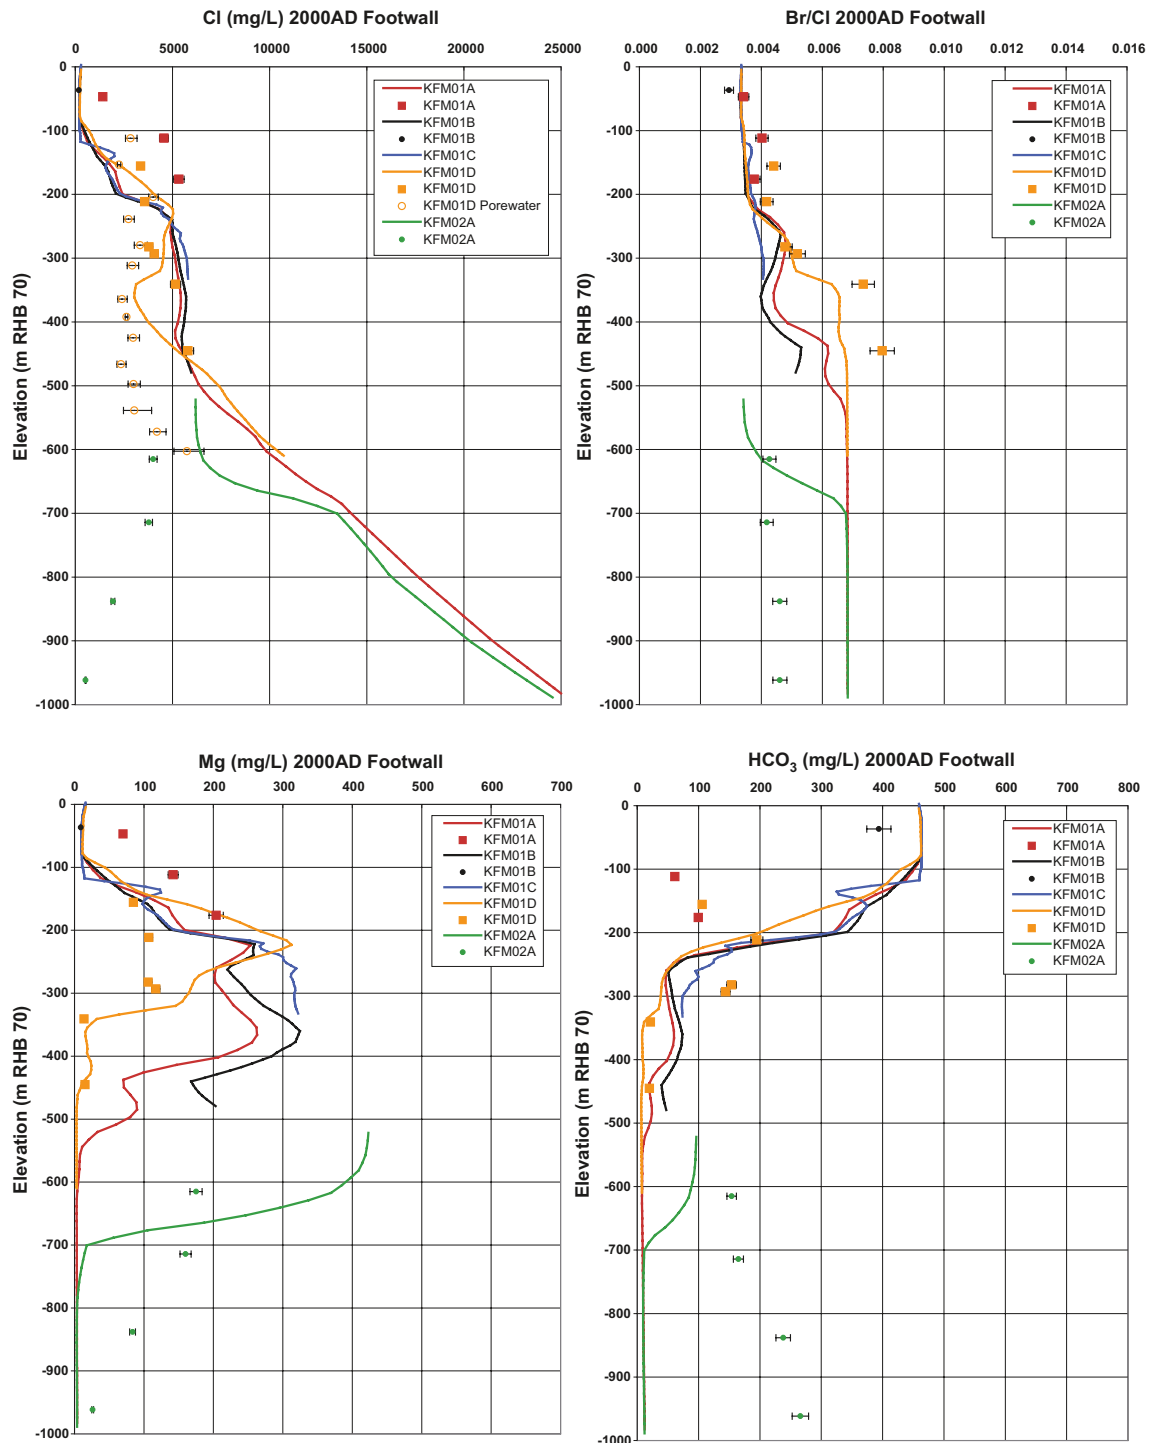 Cl (mg/L) 2000AD Footwall
0 5000 10000 15000 20000 25000
0
-100
-200
-300
-400
-500
-600
-700
-800
-900
-1000
Elevation (m RHB 70)
KFM01A
KFM01A
KFM01B
KFM01B
KFM01C
KFM01D
KFM01D
KFM01D Porewater
KFM02A
KFM02A
Br/Cl 2000AD Footwall
0.000 0.002 0.004 0.006 0.008 0.010 0.012 0.014 0.016
0
-100
-200
-300
-400
-500
-600
-700
-800
-900
-1000
Elevation (m RHB 70)
KFM01A
KFM01A
KFM01B
KFM01B
KFM01C
KFM01D
KFM01D
KFM02A
KFM02A
Mg (mg/L) 2000AD Footwall
0 100 200 300 400 500 600 700
0
-100
-200
-300
-400
-500
-600
-700
-800
-900
-1000
Elevation (m RHB 70)
KFM01A
KFM01A
KFM01B
KFM01B
KFM01C
KFM01D
KFM01D
KFM02A
KFM02A
HCO₃ (mg/L) 2000AD Footwall
0 100 200 300 400 500 600 700 800
0
-100
-200
-300
-400
-500
-600
-700
-800
-900
-1000
Elevation (m RHB 70)
KFM01A
KFM01A
KFM01B
KFM01B
KFM01C
KFM01D
KFM01D
KFM02A
KFM02A